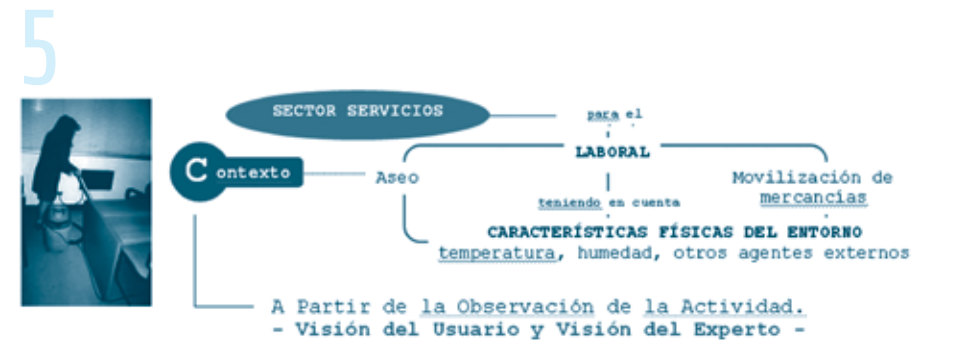 5
SECTOR SERVICIOS
para el
LABORAL
Contexto
Aseo
Movilización de
mercancías
teniendo en cuenta
CARACTERÍSTICAS FÍSICAS DEL ENTORNO
temperatura, humedad, otros agentes externos
A Partir de la Observación de la Actividad.
- Visión del Usuario y Visión del Experto -